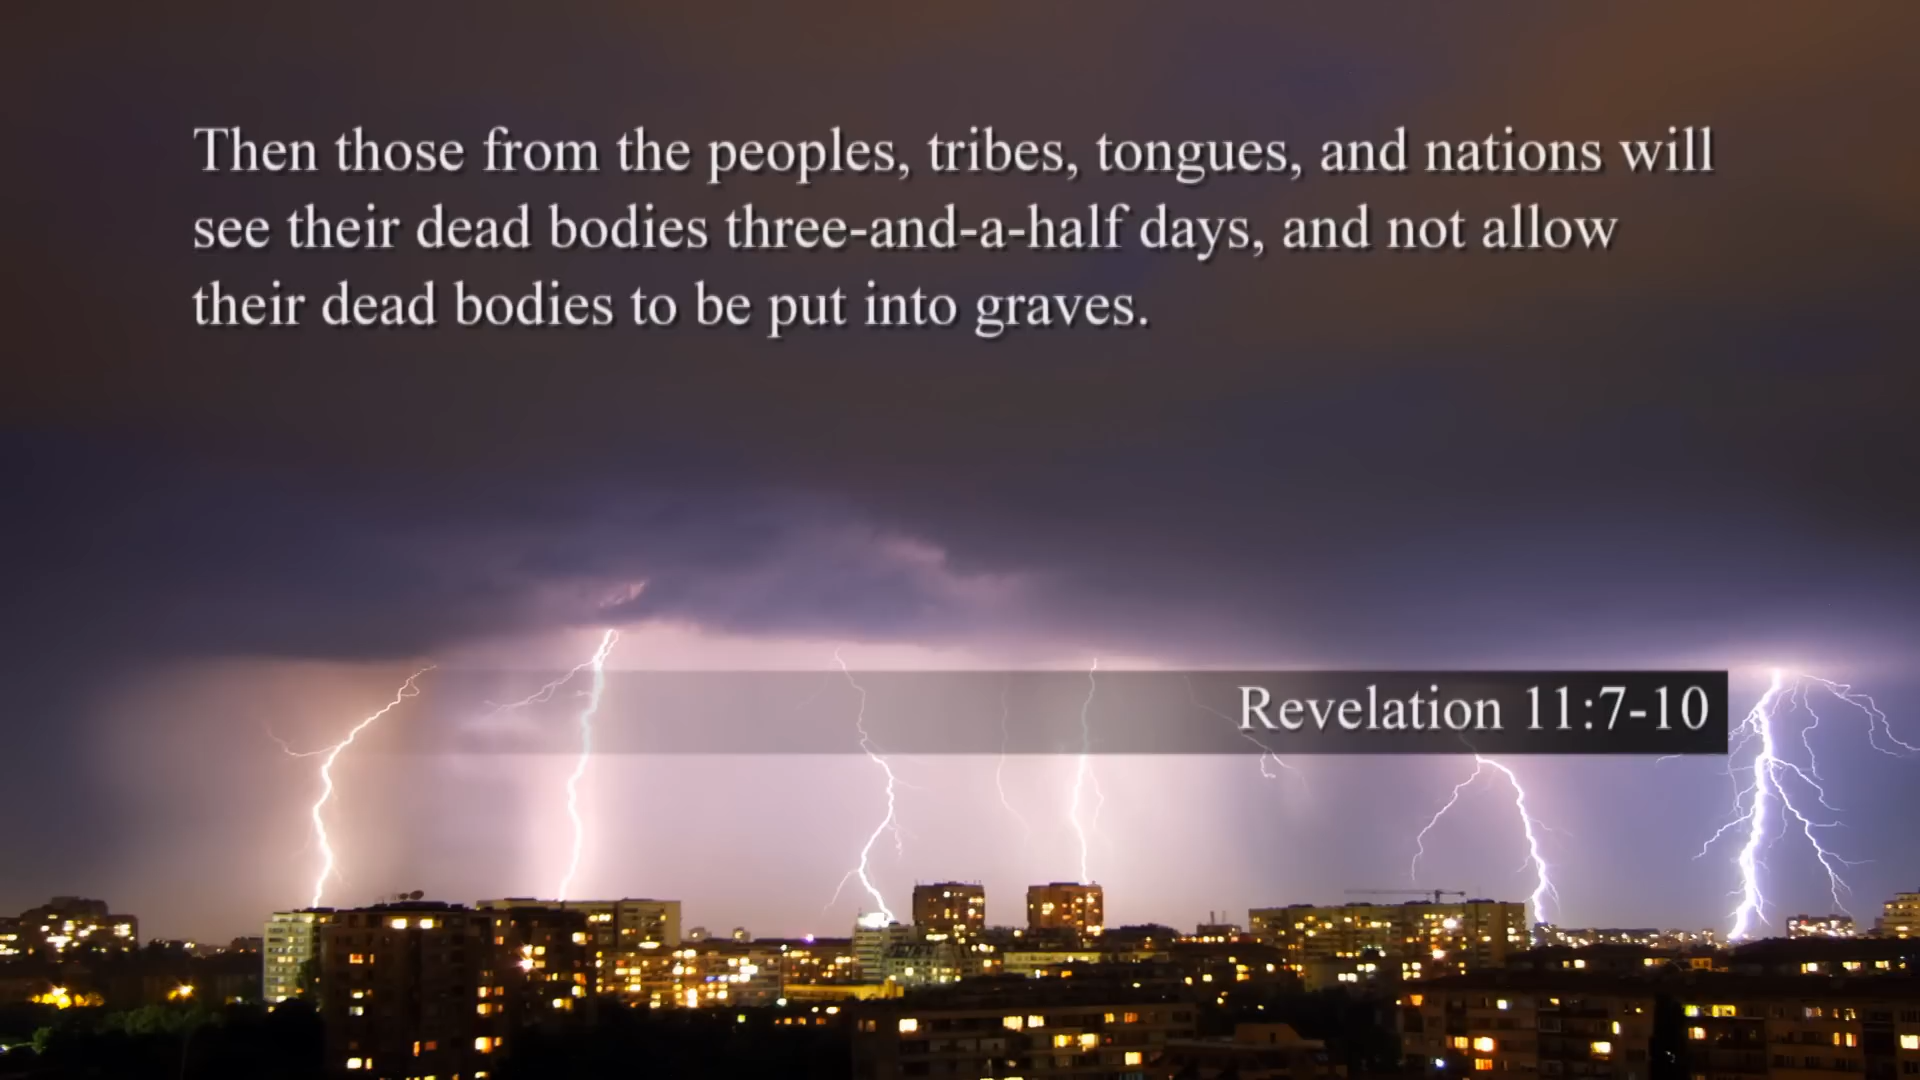 Then those from the peoples, tribes, tongues, and nations will
see their dead bodies three-and-a-half days, and not allow
their dead bodies to be put into graves.
Revelation 11:7-10